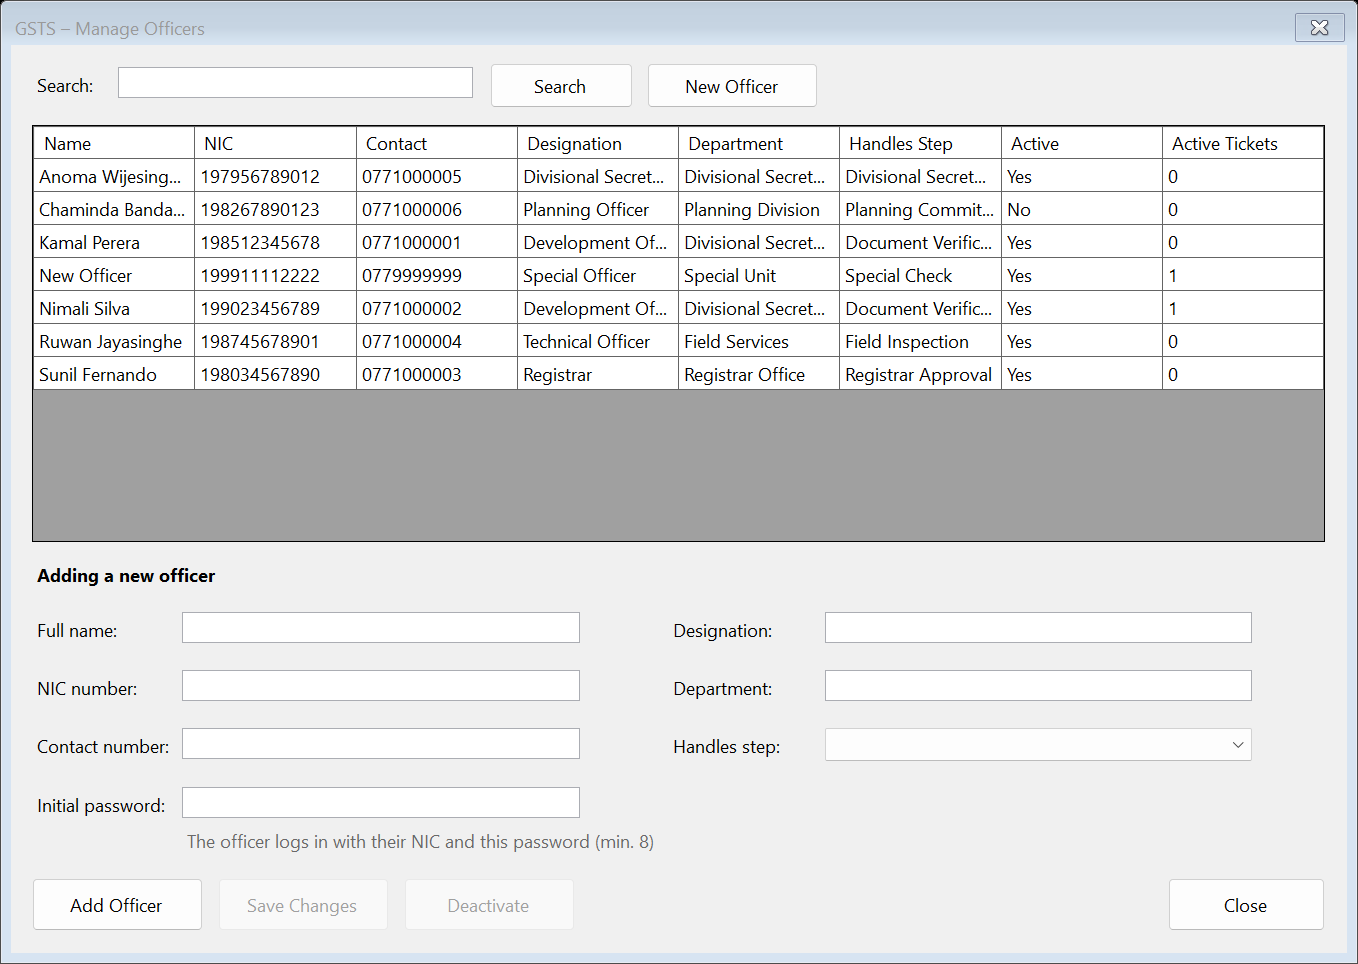 GSTS – Manage Officers
Search: Search New Officer
Name NIC Contact Designation Department Handles Step Active Active Tickets
Anoma Wijesing... 197956789012 0771000005 Divisional Secret... Divisional Secret... Divisional Secret... Yes 0
Chaminda Banda... 198267890123 0771000006 Planning Officer Planning Division Planning Commit... No 0
Kamal Perera 198512345678 0771000001 Development Of... Divisional Secret... Document Verific... Yes 0
New Officer 199911112222 0779999999 Special Officer Special Unit Special Check Yes 1
Nimali Silva 199023456789 0771000002 Development Of... Divisional Secret... Document Verific... Yes 1
Ruwan Jayasinghe 198745678901 0771000004 Technical Officer Field Services Field Inspection Yes 0
Sunil Fernando 198034567890 0771000003 Registrar Registrar Office Registrar Approval Yes 0
Adding a new officer
Full name: Designation:
NIC number: Department:
Contact number: Handles step:
Initial password:
The officer logs in with their NIC and this password (min. 8)
Add Officer Save Changes Deactivate Close